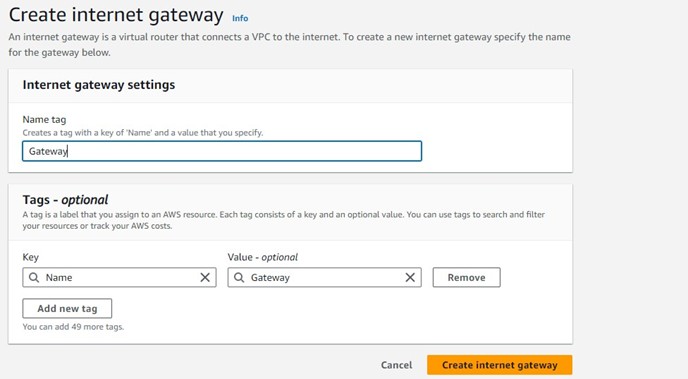 Create internet gateway Info
An internet gateway is a virtual router that connects a VPC to the internet. To create a new internet gateway specify the name
for the gateway below.
Internet gateway settings
Name tag
Creates a tag with a key of 'Name' and a value that you specify.
Gateway
Tags - optional
A tag is a label that you assign to an AWS resource. Each tag consists of a key and an optional value. You can use tags to search and filter
your resources or track your AWS costs.
Key Value - optional
Name Gateway Remove
Add new tag
You can add 49 more tags.
Cancel Create internet gateway